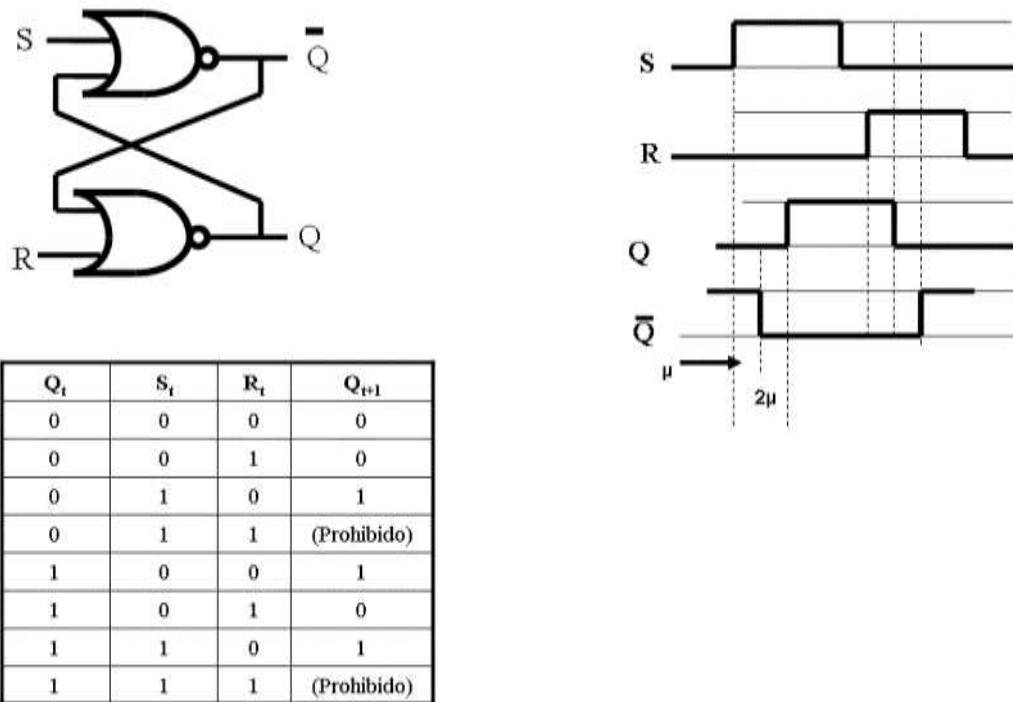 S
Q̅
R
Q
S
R
Q
Q̅
μ
2μ
Qt St Rt Qt+1
0 0 0 0
0 0 1 0
0 1 0 1
0 1 1 (Prohibido)
1 0 0 1
1 0 1 0
1 1 0 1
1 1 1 (Prohibido)